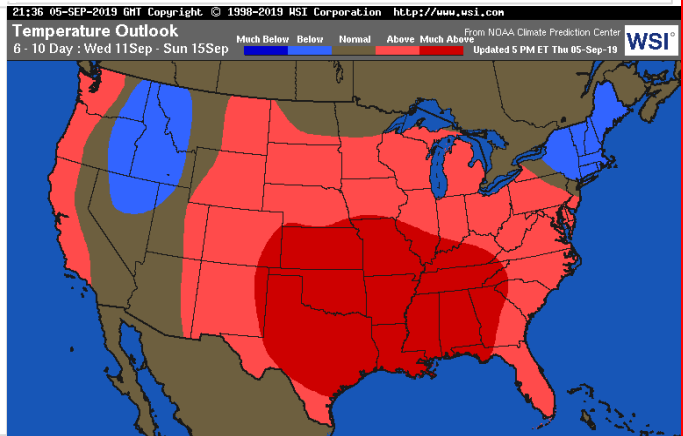 21:36 05-SEP-2019 GMT Copyright © 1998-2019 WSI Corporation http://www.wsi.com
Temperature Outlook
From NOAA Climate Prediction Center
Much Below Below Normal Above Much Above
6 - 10 Day : Wed 11Sep - Sun 15Sep
Updated 5 PM ET Thu 05-Sep-19
WSI°